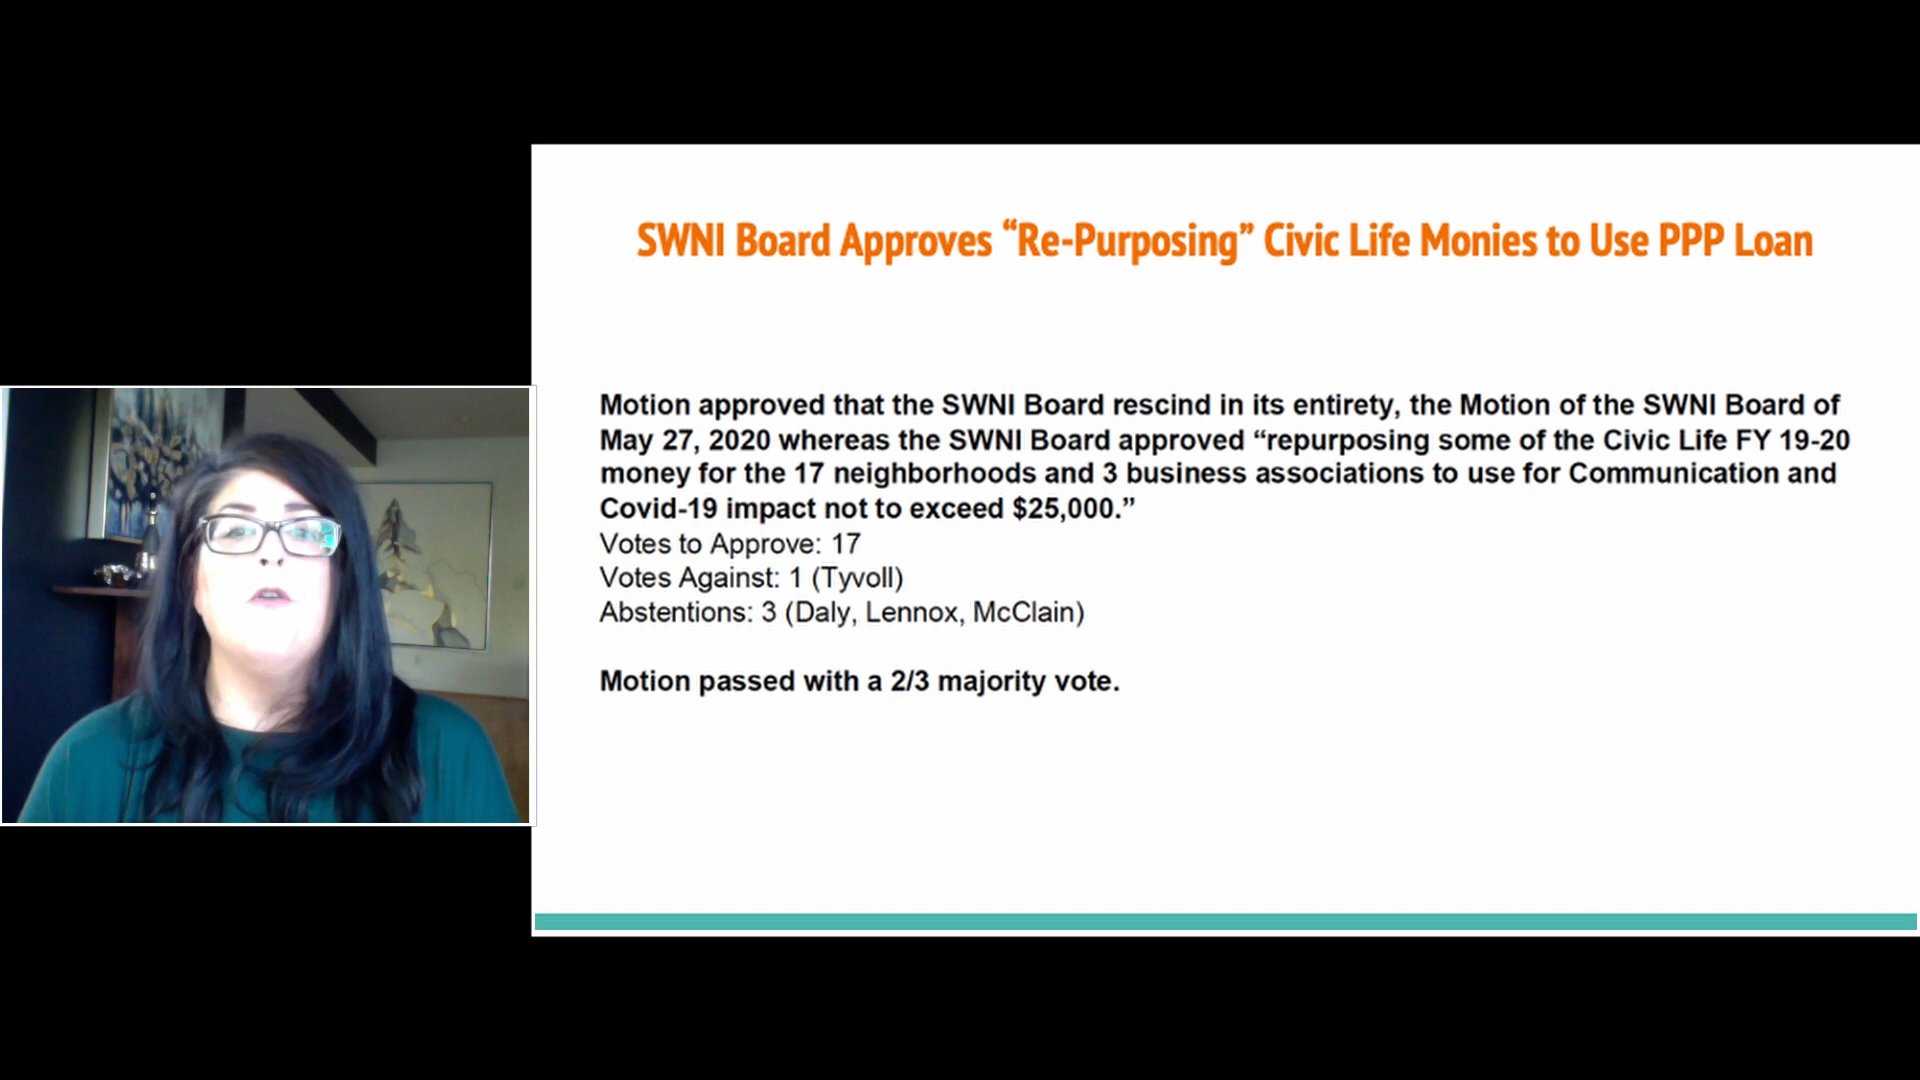 SWNI Board Approves “Re-Purposing” Civic Life Monies to Use PPP Loan
Motion approved that the SWNI Board rescind in its entirety, the Motion of the SWNI Board of
May 27, 2020 whereas the SWNI Board approved “repurposing some of the Civic Life FY 19-20
money for the 17 neighborhoods and 3 business associations to use for Communication and
Covid-19 impact not to exceed $25,000.”
Votes to Approve: 17
Votes Against: 1 (Tyvoll)
Abstentions: 3 (Daly, Lennox, McClain)
Motion passed with a 2/3 majority vote.